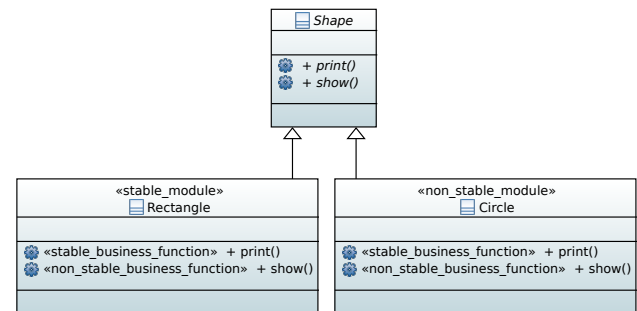 Shape
+ print()
+ show()
«stable_module»
Rectangle
«stable_business_function» + print()
«non_stable_business_function» + show()
«non_stable_module»
Circle
«stable_business_function» + print()
«non_stable_business_function» + show()